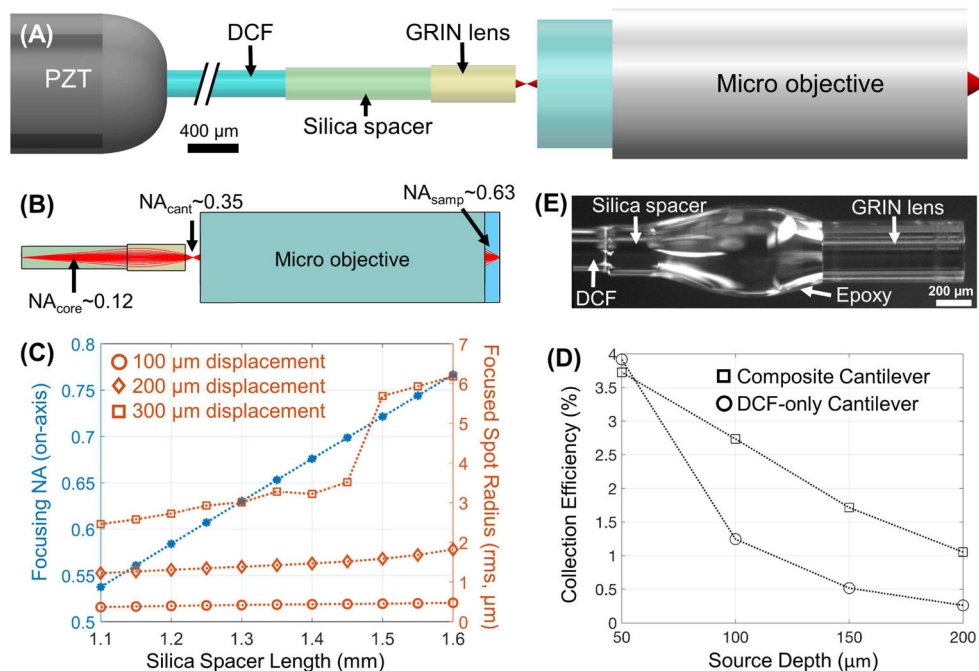 (A)
PZT
DCF
GRIN lens
Silica spacer
400 µm
Micro objective
(B)
NAcant~0.35
NAsamp~0.63
Micro objective
NAcore~0.12
(E)
Silica spacer
GRIN lens
DCF
Epoxy
200 µm
(C)
100 µm displacement
200 µm displacement
300 µm displacement
Focusing NA (on-axis)
0.8
0.75
0.7
0.65
0.6
0.55
0.5
Focused Spot Radius (rms, µm)
7
6
5
4
3
2
1
0
1.1 1.2 1.3 1.4 1.5 1.6
Silica Spacer Length (mm)
(D)
Composite Cantilever
DCF-only Cantilever
Collection Efficiency (%)
4
3.5
3
2.5
2
1.5
1
0.5
0
50 100 150 200
Source Depth (µm)